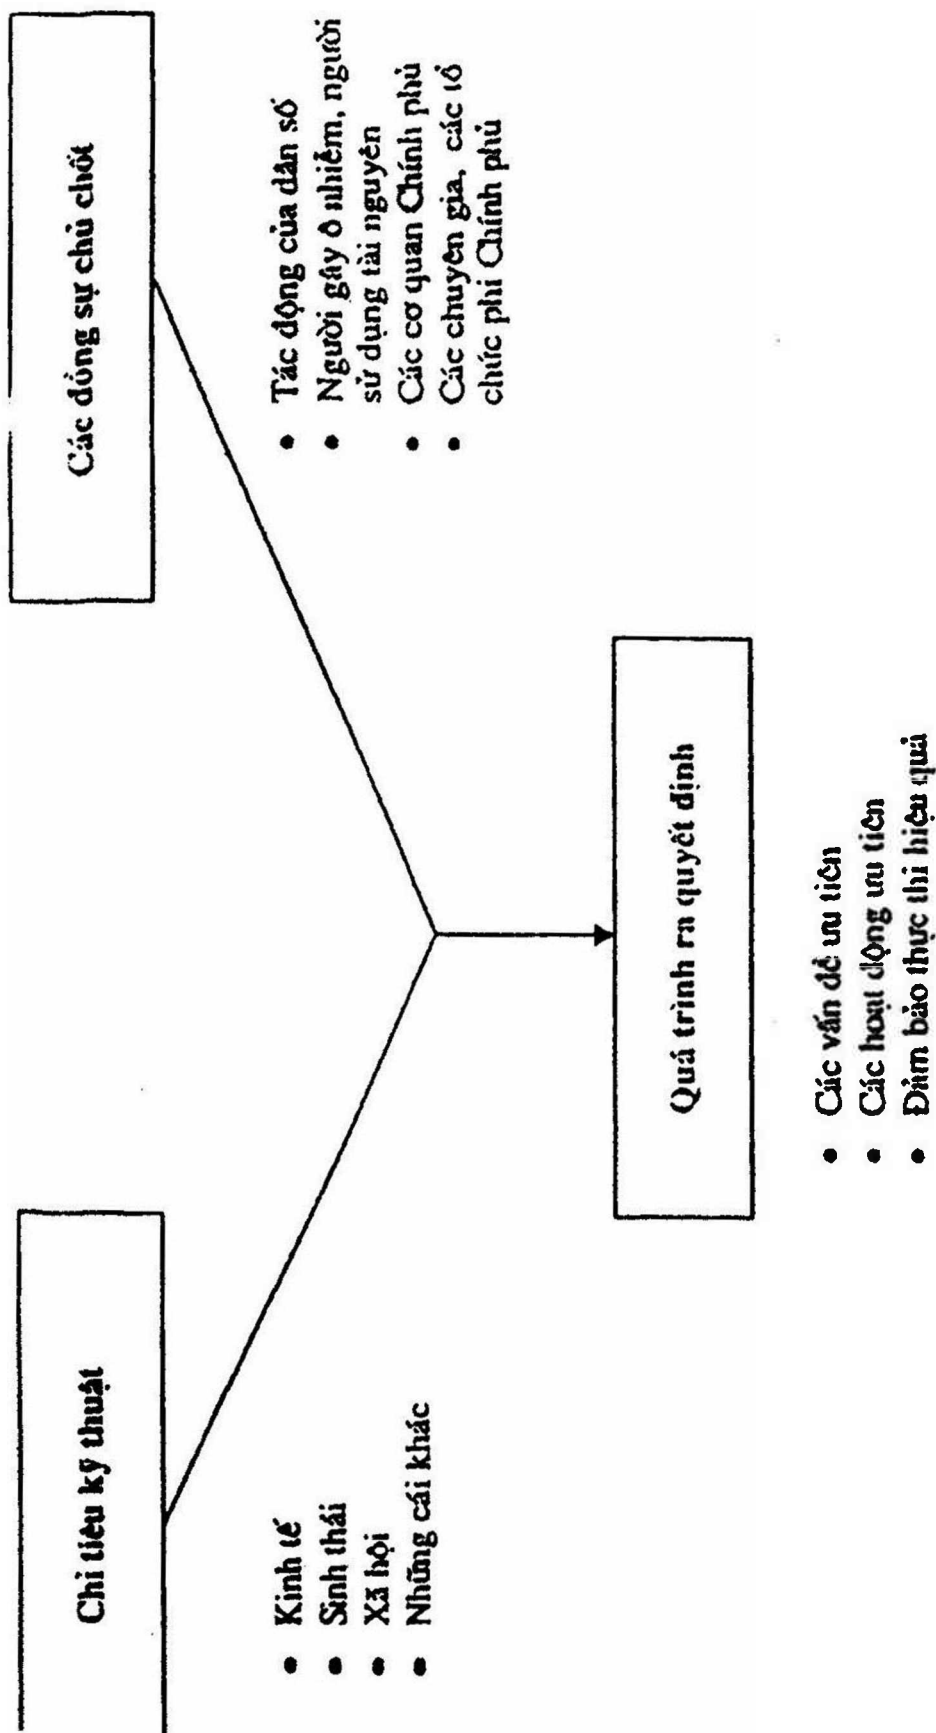 Chỉ tiêu kỹ thuật
• Kinh tế
• Sinh thái
• Xã hội
• Những cái khác
Các đồng sự chủ chốt
• Tác động của dân số
• Người gây ô nhiễm, người
sử dụng tài nguyên
• Các cơ quan Chính phủ
• Các chuyên gia, các tổ
chức phi Chính phủ
Quá trình ra quyết định
• Các vấn đề ưu tiên
• Các hoạt động ưu tiên
• Đảm bảo thực thi hiệu quả